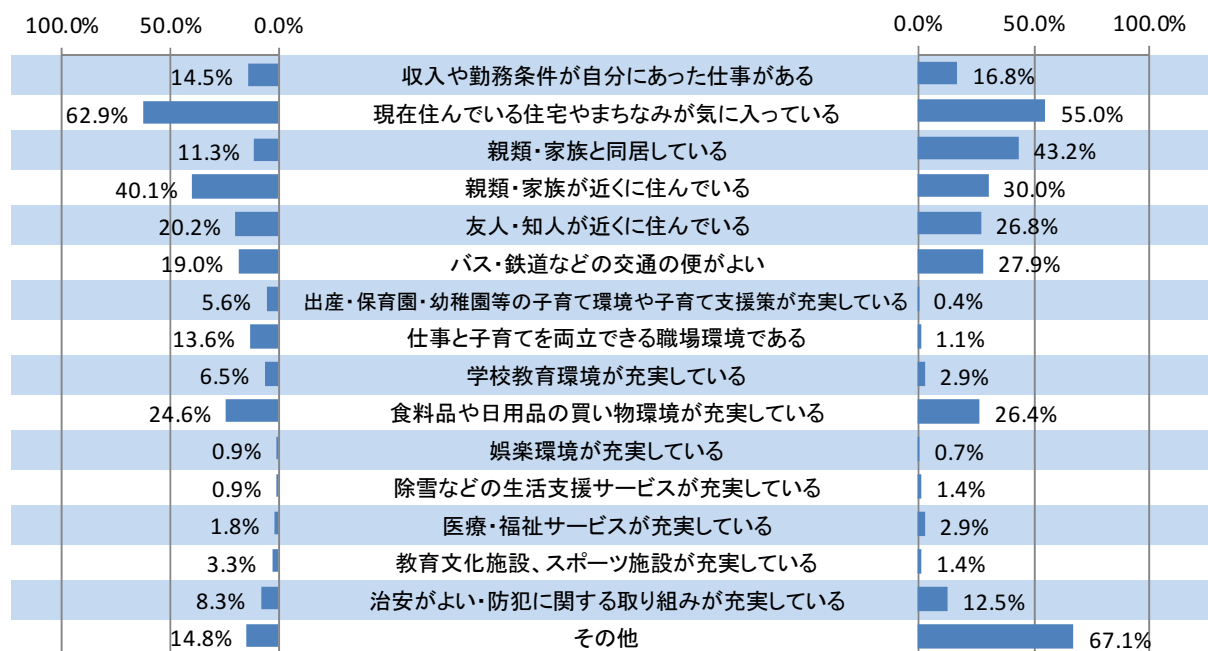 100.0% 50.0% 0.0% 0.0% 50.0% 100.0%
14.5% 収入や勤務条件が自分にあった仕事がある 16.8%
62.9% 現在住んでいる住宅やまちなみが気に入っている 55.0%
11.3% 親類・家族と同居している 43.2%
40.1% 親類・家族が近くに住んでいる 30.0%
20.2% 友人・知人が近くに住んでいる 26.8%
19.0% バス・鉄道などの交通の便がよい 27.9%
5.6% 出産・保育園・幼稚園等の子育て環境や子育て支援策が充実している 0.4%
13.6% 仕事と子育てを両立できる職場環境である 1.1%
6.5% 学校教育環境が充実している 2.9%
24.6% 食料品や日用品の買い物環境が充実している 26.4%
0.9% 娯楽環境が充実している 0.7%
0.9% 除雪などの生活支援サービスが充実している 1.4%
1.8% 医療・福祉サービスが充実している 2.9%
3.3% 教育文化施設、スポーツ施設が充実している 1.4%
8.3% 治安がよい・防犯に関する取り組みが充実している 12.5%
14.8% その他 67.1%